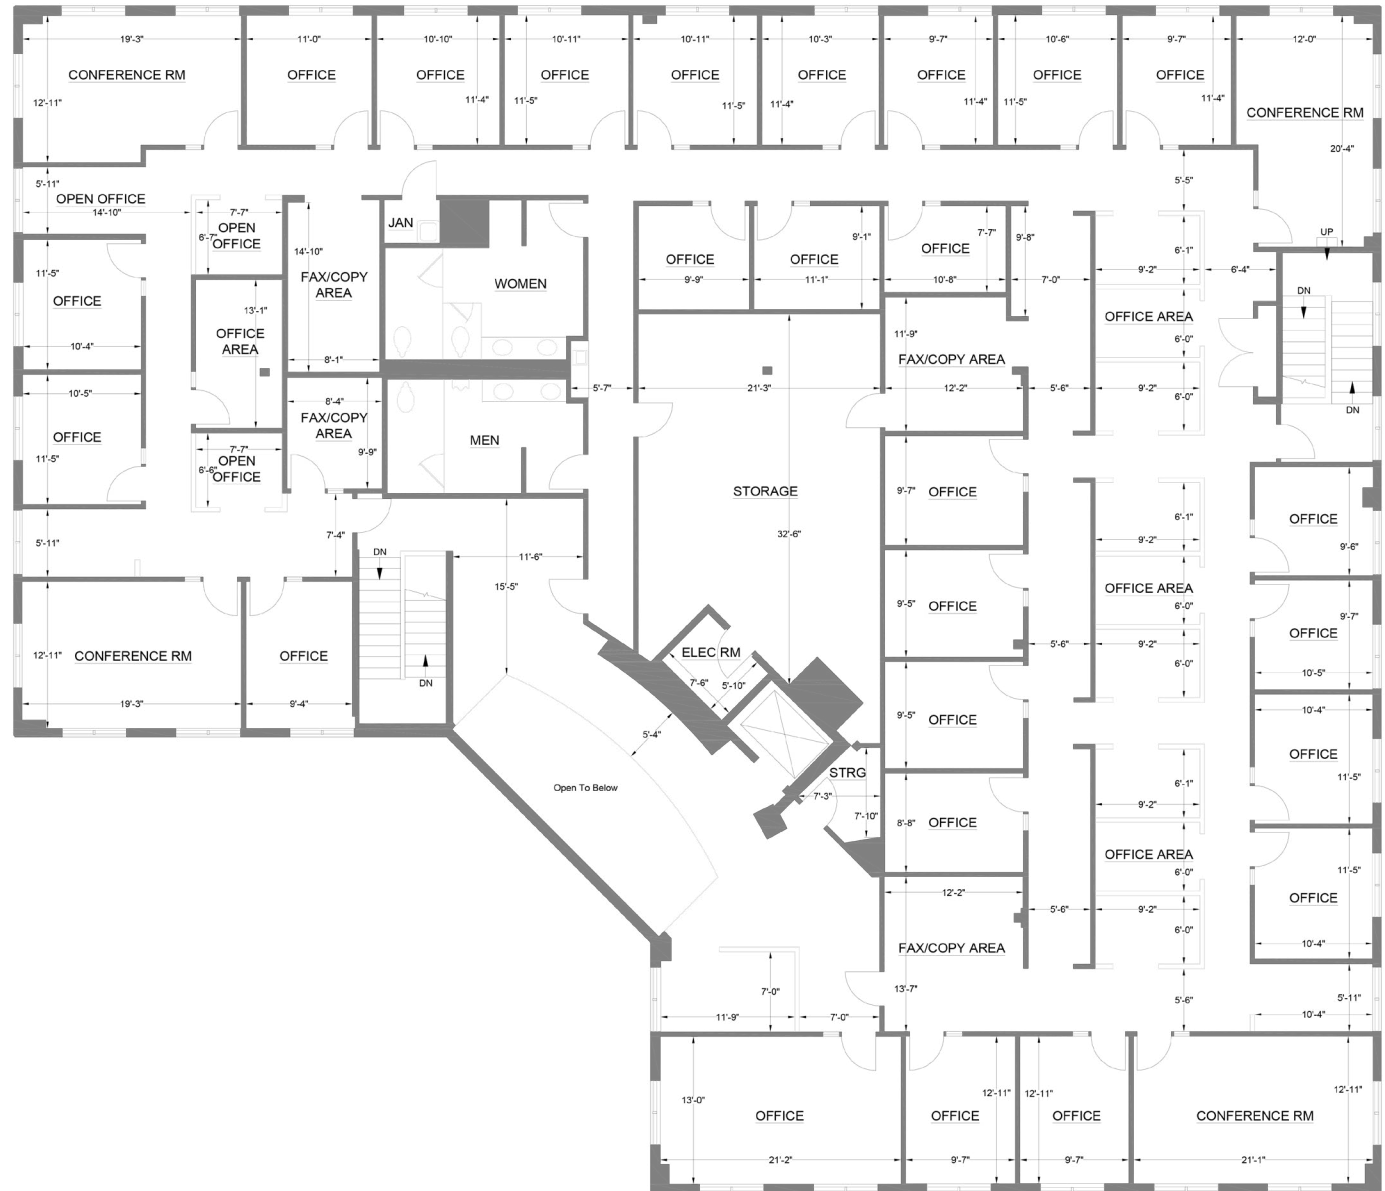 19'-3"
11'-0"
10'-10"
10'-11"
10'-11"
10'-3"
9'-7"
10'-6"
9'-7"
12'-0"
CONFERENCE RM
OFFICE
OFFICE
OFFICE
OFFICE
OFFICE
OFFICE
OFFICE
OFFICE
12'-11"
11'-4"
11'-5"
11'-5"
11'-4"
11'-4"
11'-5"
11'-4"
CONFERENCE RM
20'-4"
5'-11"
OPEN OFFICE
14'-10"
7'-7"
OPEN
OFFICE
6'-7"
14'-10"
FAX/COPY
AREA
8'-1"
JAN
WOMEN
OFFICE
9'-9"
9'-1"
OFFICE
11'-1"
OFFICE
7'-7"
10'-8"
9'-8"
7'-0"
5'-5"
6'-1"
9'-2"
6'-4"
UP
DN
DN
11'-5"
OFFICE
10'-4"
13'-1"
OFFICE
AREA
OFFICE AREA
6'-0"
11'-9"
FAX/COPY AREA
12'-2"
5'-7"
21'-3"
5'-6"
9'-2"
6'-0"
10'-5"
OFFICE
11'-5"
8'-4"
FAX/COPY
AREA
9'-9"
7'-7"
OPEN
OFFICE
6'-6"
MEN
STORAGE
32'-6"
9'-7"
OFFICE
6'-1"
9'-2"
OFFICE
9'-6"
5'-11"
7'-4"
DN
DN
11'-6"
15'-5"
9'-5"
OFFICE
OFFICE AREA
6'-0"
5'-6"
9'-2"
6'-0"
9'-7"
OFFICE
10'-5"
12'-11"
CONFERENCE RM
19'-3"
OFFICE
9'-4"
ELEC RM
7'-6"
5'-10"
5'-4"
Open To Below
9'-5"
OFFICE
10'-4"
OFFICE
11'-5"
STRG
7'-3"
7'-10"
8'-8"
OFFICE
6'-1"
9'-2"
OFFICE AREA
6'-0"
11'-5"
OFFICE
10'-4"
12'-2"
5'-6"
9'-2"
6'-0"
FAX/COPY AREA
13'-7"
7'-0"
11'-9"
7'-0"
5'-6"
5'-11"
10'-4"
13'-0"
OFFICE
21'-2"
12'-11"
OFFICE
9'-7"
12'-11"
OFFICE
9'-7"
12'-11"
CONFERENCE RM
21'-1"